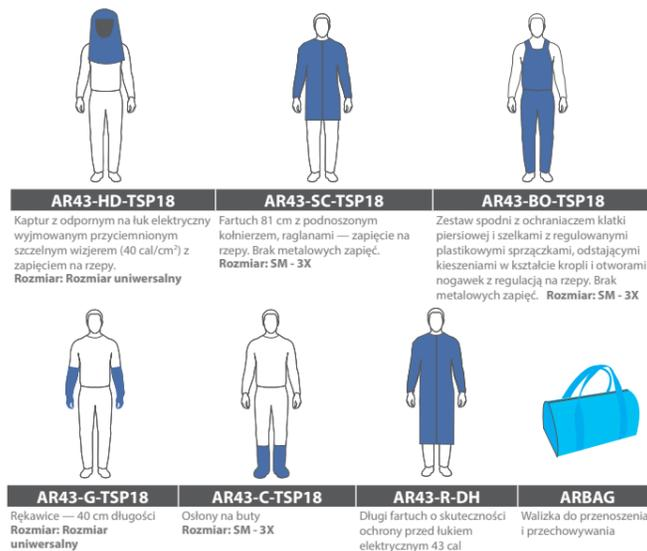 AR43-HD-TSP18
Kaptur z odpornym na łuk elektryczny
wyjmowanym przyciemnionym
szczelnym wizjerem (40 cal/cm²) z
zapięciem na rzepy.
Rozmiar: Rozmiar uniwersalny
AR43-SC-TSP18
Fartuch 81 cm z podnoszonym
kołnierzem, raglanami — zapięcie na
rzepy. Brak metalowych zapięć.
Rozmiar: SM - 3X
AR43-BO-TSP18
Zestaw spodni z ochraniaczem klatki
piersiowej i szelkami z regulowanymi
plastikowymi sprzączkami, odstającymi
kieszeniami w kształcie kropli i otworami
nogawek z regulacją na rzepy. Brak
metalowych zapięć. Rozmiar: SM - 3X
AR43-G-TSP18
Rękawice — 40 cm długości
Rozmiar: Rozmiar
uniwersalny
AR43-C-TSP18
Osłony na buty
Rozmiar: SM - 3X
AR43-R-DH
Długi fartuch o skuteczności
ochrony przed łukiem
elektrycznym 43 cal
ARBAG
Walizka do przenoszenia
i przechowywania